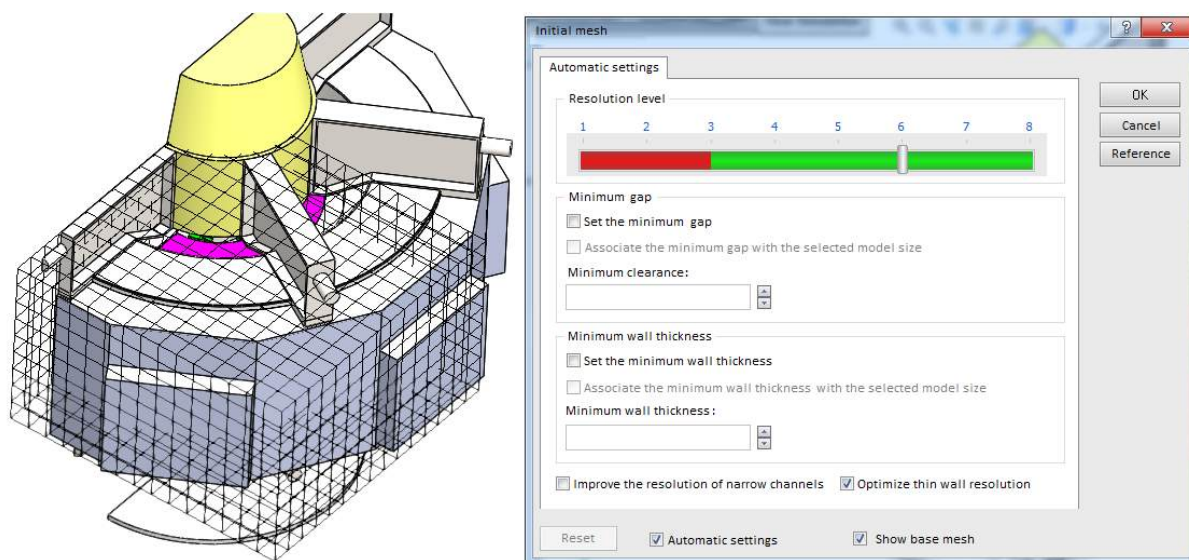 Initial mesh
?
X
Automatic settings
Resolution level
1 2 3 4 5 6 7 8
Minimum gap
Set the minimum gap
Associate the minimum gap with the selected model size
Minimum clearance:
Minimum wall thickness
Set the minimum wall thickness
Associate the minimum wall thickness with the selected model size
Minimum wall thickness:
Improve the resolution of narrow channels Optimize thin wall resolution
Reset Automatic settings Show base mesh
OK
Cancel
Reference